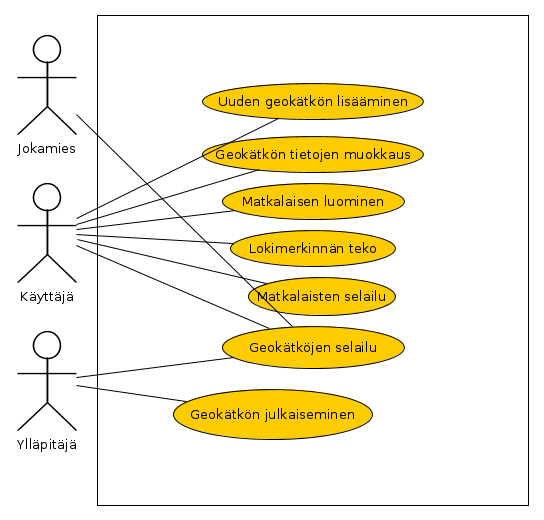 Uuden geokätkön lisääminen
Jokamies
Geokätkön tietojen muokkaus
Matkalaisen luominen
Lokimerkinnän teko
Käyttäjä
Matkalaisten selailu
Geokätköjen selailu
Geokätkön julkaiseminen
Ylläpitäjä